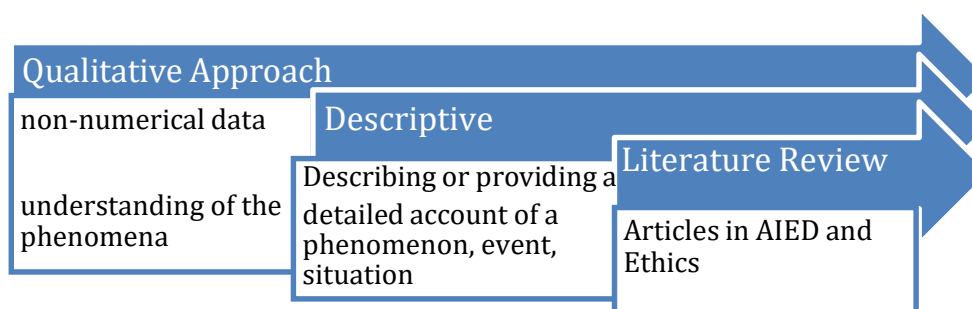 Qualitative Approach
non-numerical data
understanding of the
phenomena
Descriptive
Describing or providing a
detailed account of a
phenomenon, event,
situation
Literature Review
Articles in AIED and
Ethics